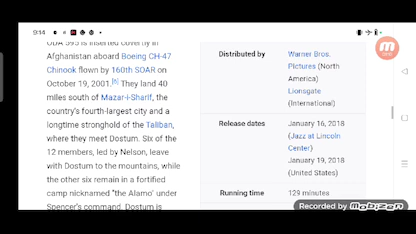 9:14
ODA 595 is inserted covertly in
Afghanistan aboard Boeing CH-47
Chinook flown by 160th SOAR on
October 19, 2001.[6] They land 40
miles south of Mazar-i-Sharif, the
country's fourth-largest city and a
longtime stronghold of the Taliban,
where they meet Dostum. Six of the
12 members, led by Nelson, leave
with Dostum to the mountains, while
the other six remain in a fortified
camp nicknamed "the Alamo" under
Spencer's command. Dostum is
Distributed by
Warner Bros.
Pictures (North
America)
Lionsgate
(International)
Release dates
January 16, 2018
(Jazz at Lincoln
Center)
January 19, 2018
(United States)
Running time
129 minutes
Recorded by Mobizen